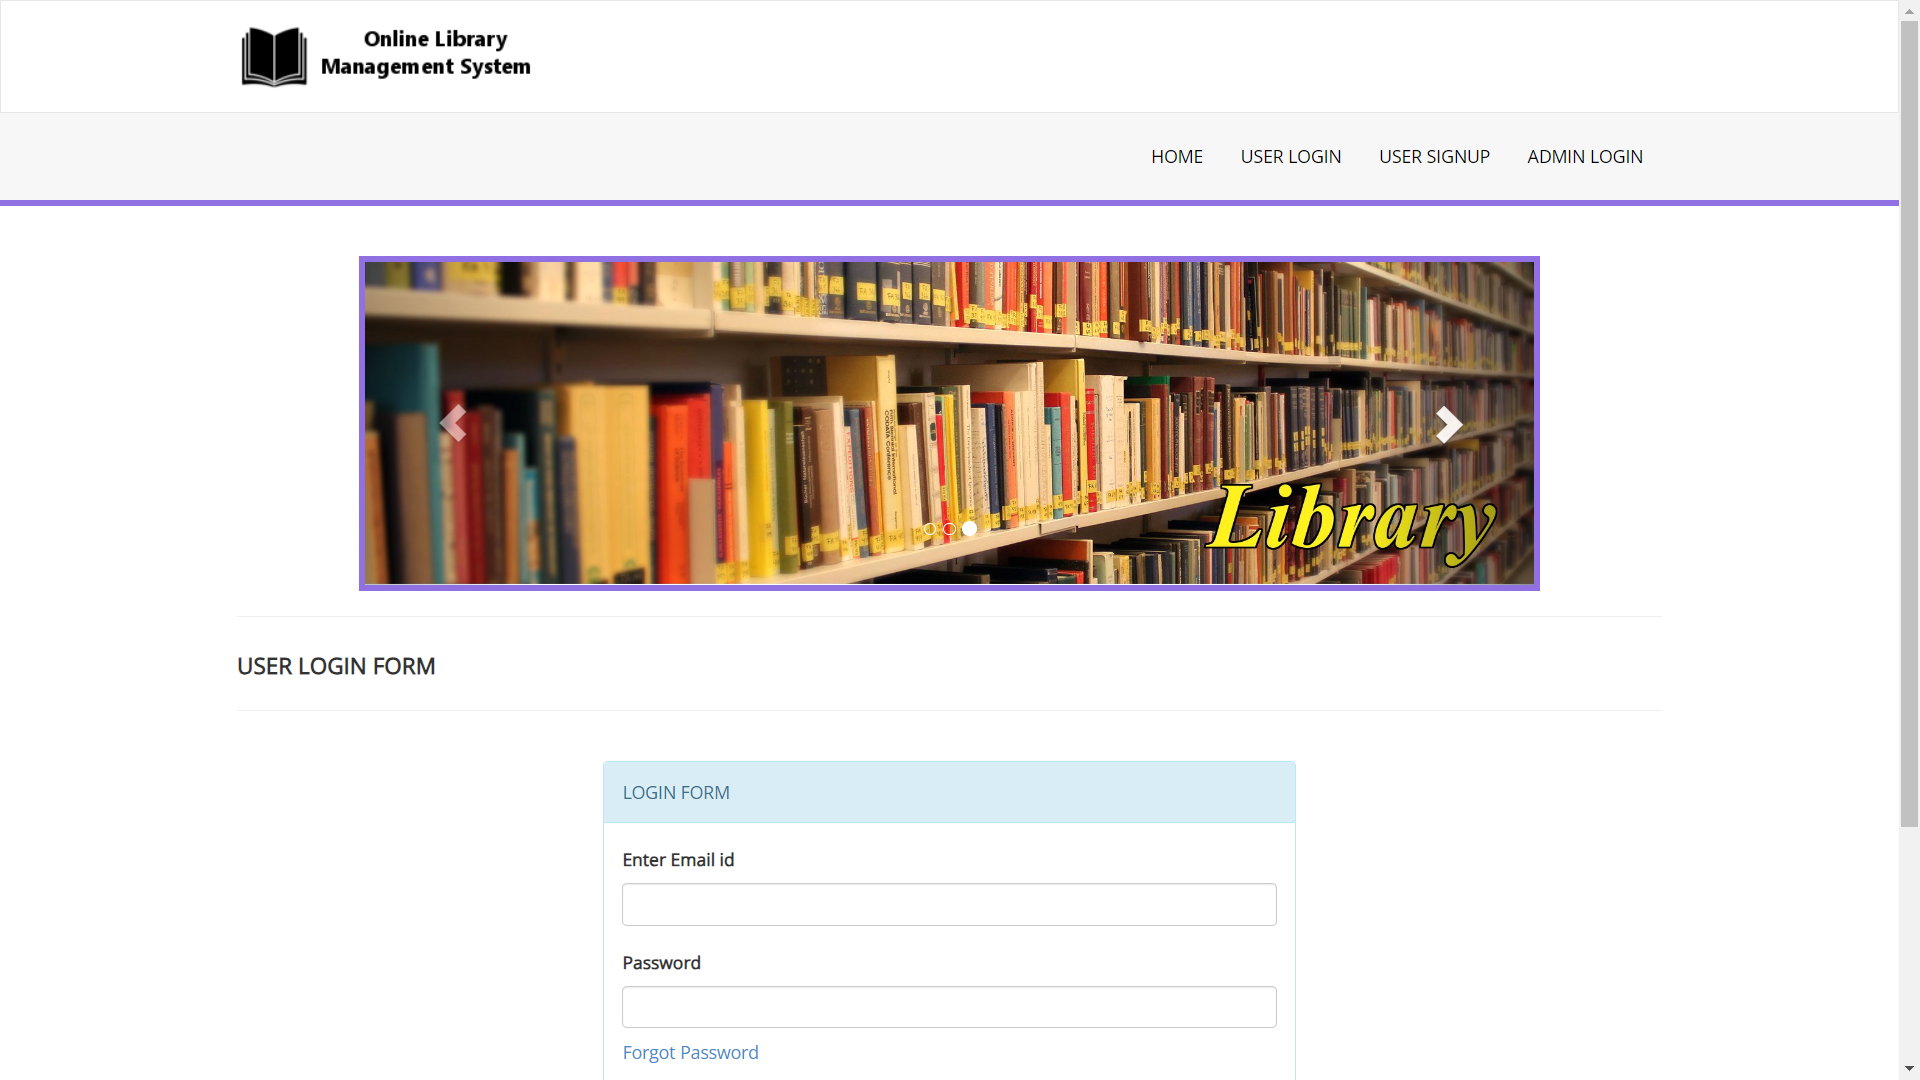 Online Library
Management System
HOME
USER LOGIN
USER SIGNUP
ADMIN LOGIN
Library
USER LOGIN FORM
LOGIN FORM
Enter Email id
Password
Forgot Password